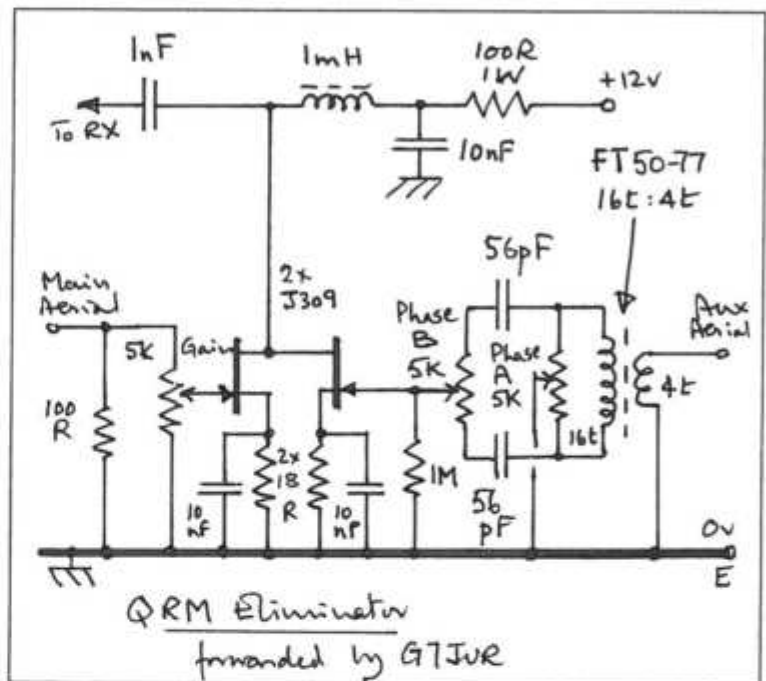 1nF
1mH
100R
1W
+12v
To RX
10nF
FT50-77
16t:4t
56pF
Main
Aerial
2x
J309
Phase
B
5K
Phase
A
5K
Aux
Aerial
5K
Gain
100
R
16t
4t
2x
18
R
10
nf
10
nF
1M
56
pF
0v
E
QRM Eliminator
forwarded by G7JUR